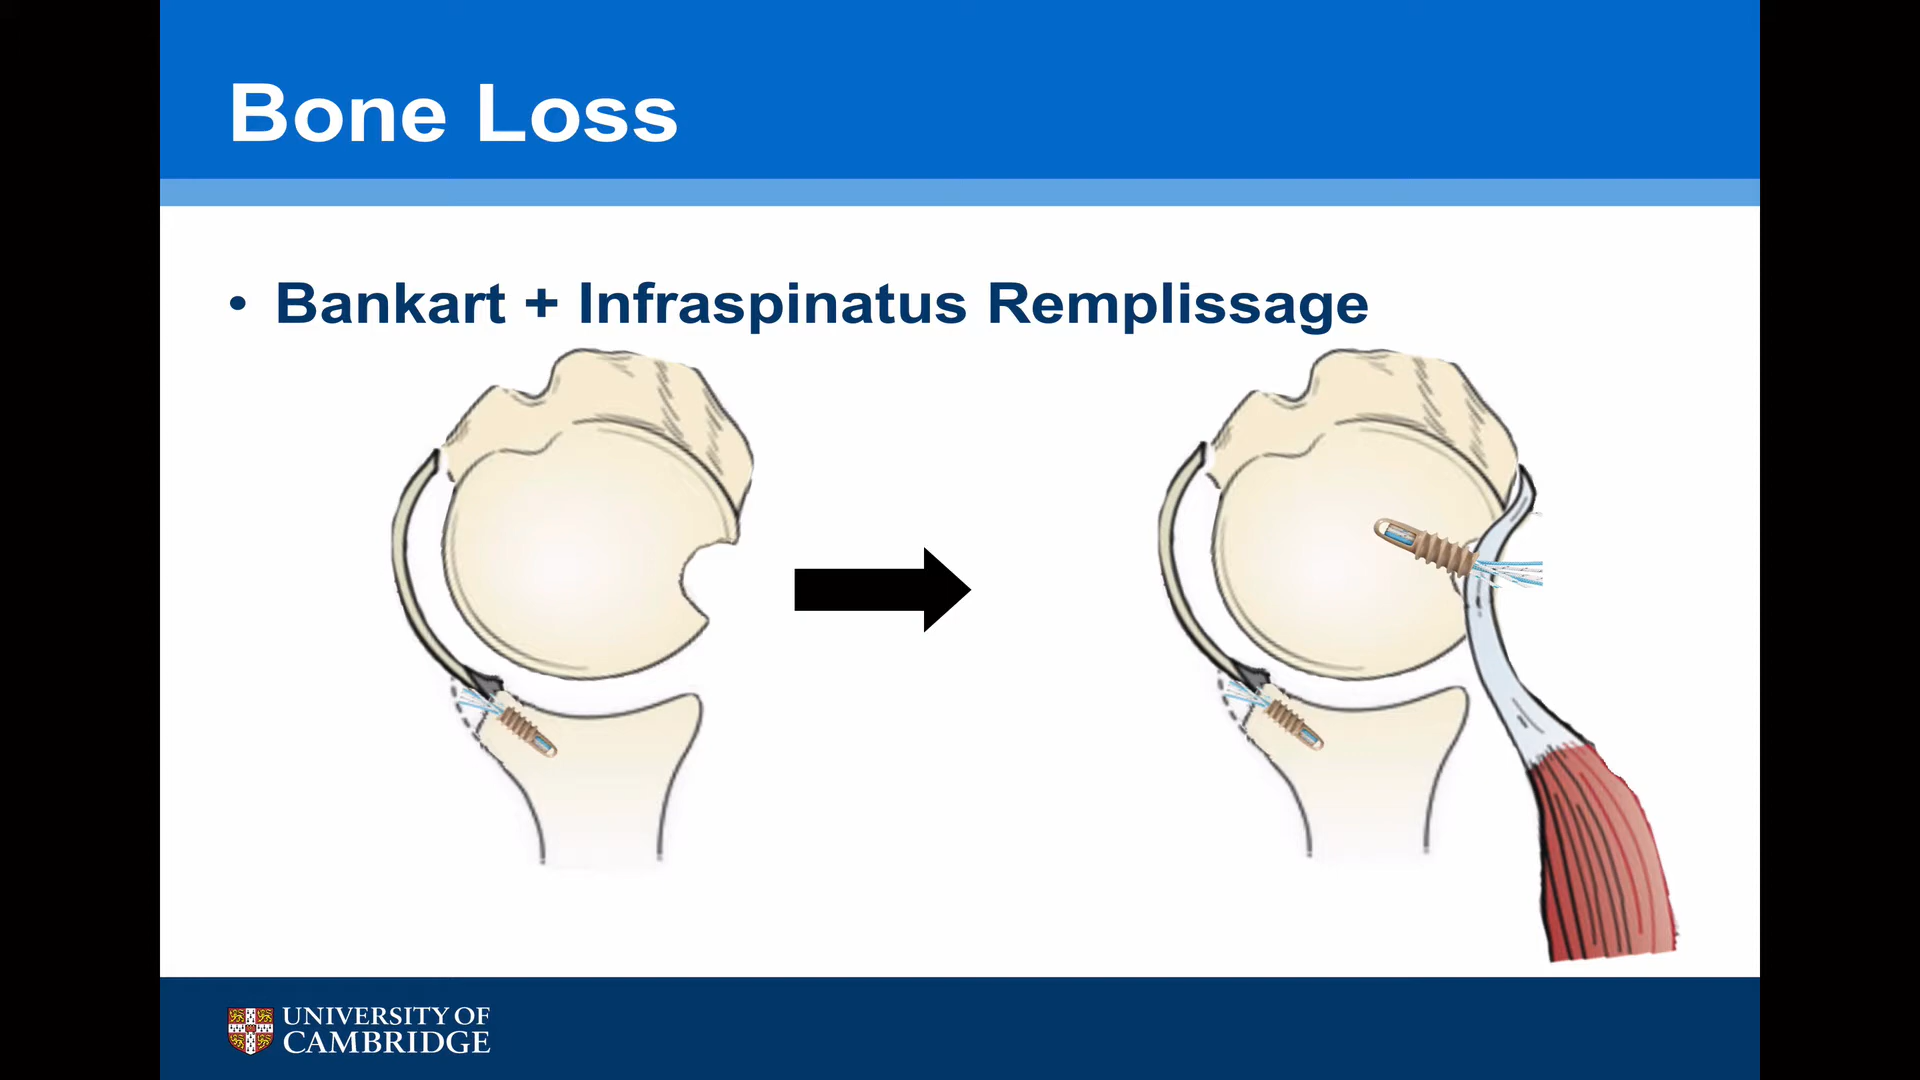 Bone Loss
• Bankart + Infraspinatus Remplissage
UNIVERSITY OF
CAMBRIDGE